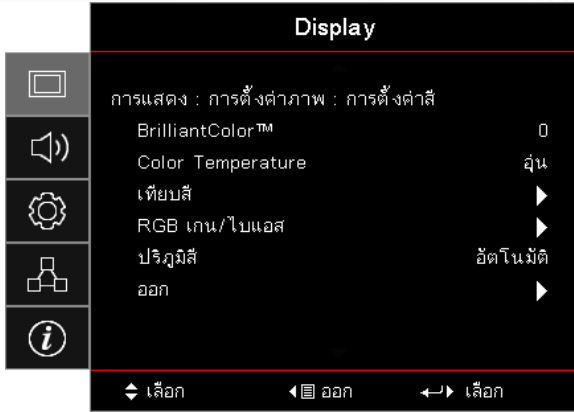 Display
การแสดง : การตั้งค่าภาพ : การตั้งค่าสี
BrilliantColor™ 0
Color Temperature อุ่น
เทียบสี
RGB เกน/ไบแอส
ปริภูมิสี อัตโนมัติ
ออก
เลือก ออก เลือก